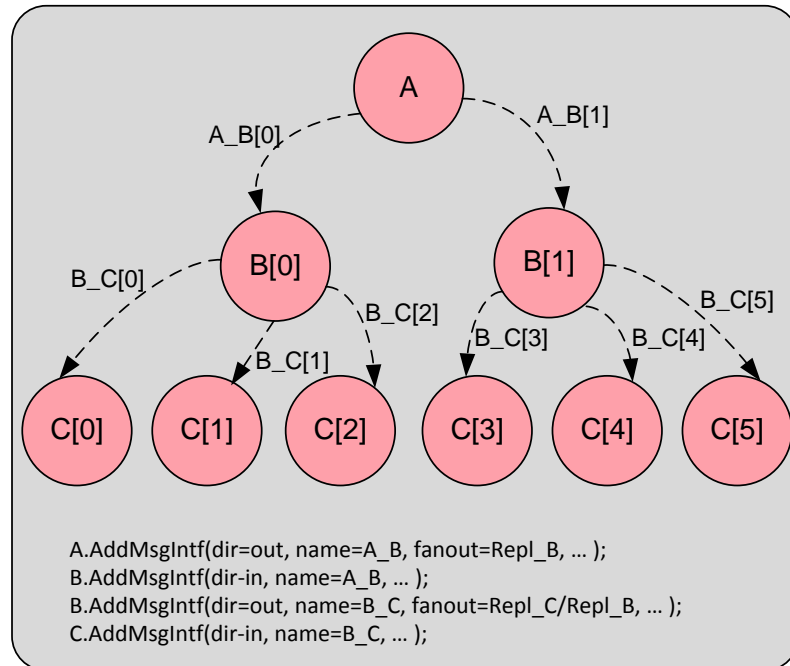 A
A_B[0]
A_B[1]
B[0]
B[1]
B_C[0]
B_C[1]
B_C[2]
B_C[3]
B_C[4]
B_C[5]
C[0]
C[1]
C[2]
C[3]
C[4]
C[5]
A.AddMsgIntf(dir=out, name=A_B, fanout=Repl_B, … );
B.AddMsgIntf(dir-in, name=A_B, … );
B.AddMsgIntf(dir=out, name=B_C, fanout=Repl_C/Repl_B, … );
C.AddMsgIntf(dir-in, name=B_C, … );